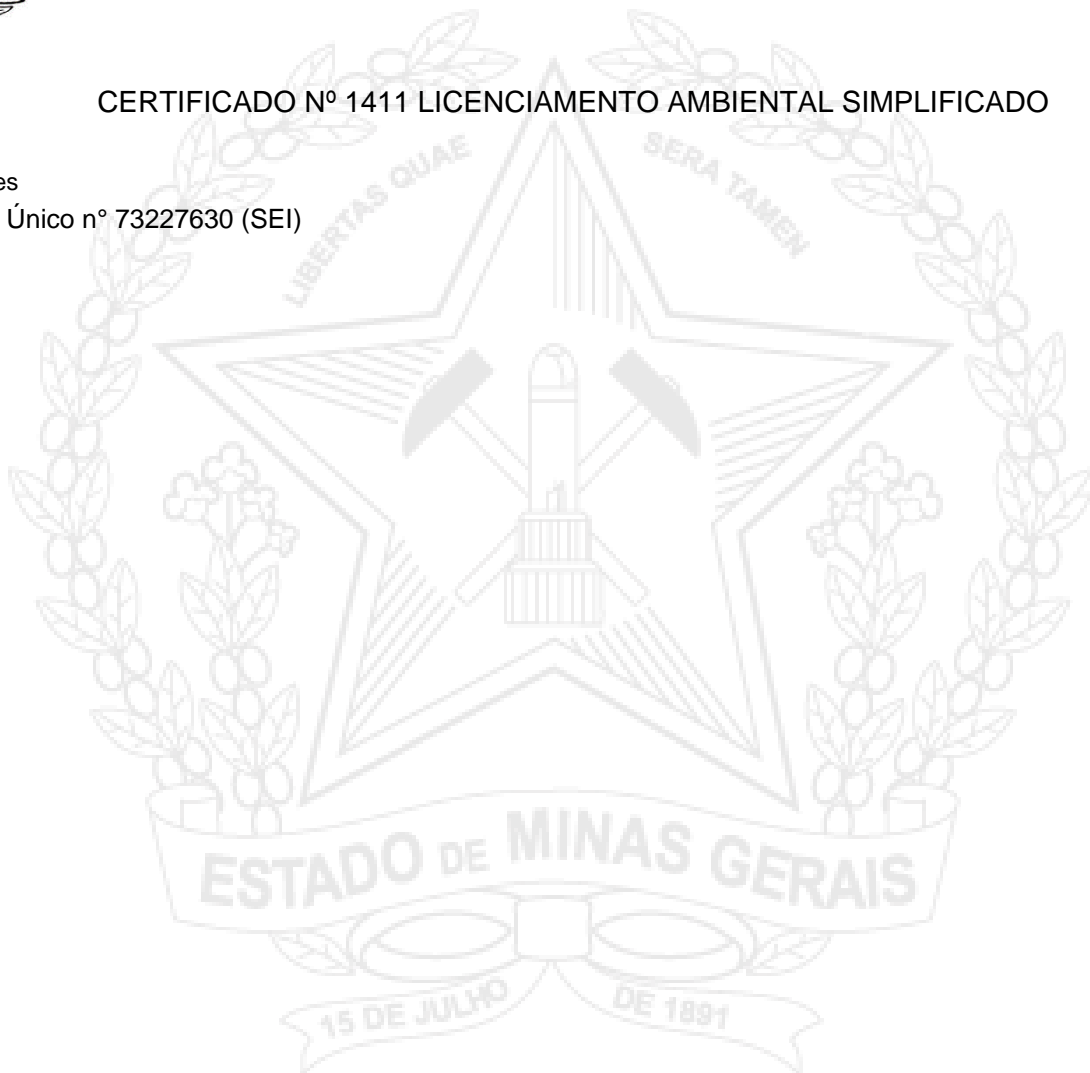 CERTIFICADO Nº 1411 LICENCIAMENTO AMBIENTAL SIMPLIFICADO
LIBERTAS QUAE SERA TAMEN
es
Único n° 73227630 (SEI)
ESTADO DE MINAS GERAIS
15 DE JULHO DE 1891